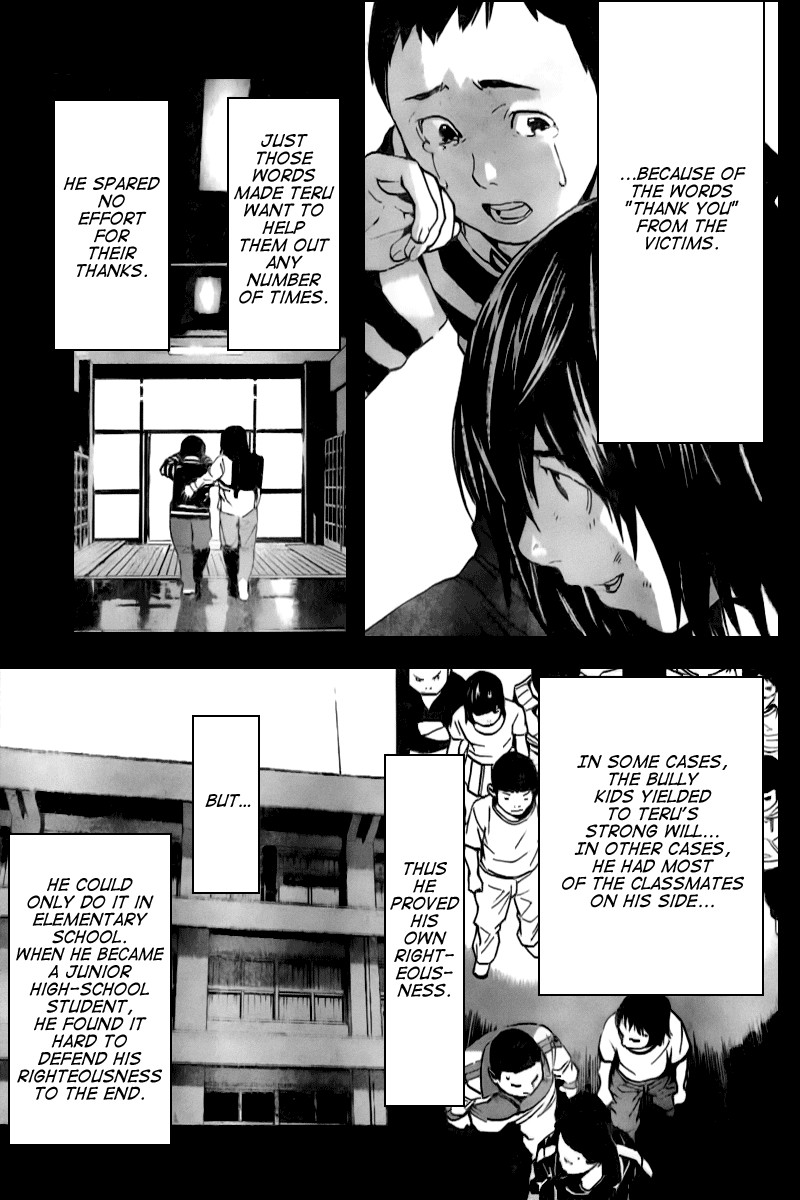 ...BECAUSE OF
THE WORDS
"THANK YOU"
FROM THE
VICTIMS.
JUST
THOSE
WORDS
MADE TERU
WANT TO
HELP
THEM OUT
ANY
NUMBER
OF TIMES.
HE SPARED
NO
EFFORT
FOR
THEIR
THANKS.
IN SOME CASES,
THE BULLY
KIDS YIELDED
TO TERU'S
STRONG WILL...
IN OTHER CASES,
HE HAD MOST
OF THE CLASSMATES
ON HIS SIDE...
THUS
HE
PROVED
HIS
OWN
RIGHT-
EOUS-
NESS.
BUT...
HE COULD
ONLY DO IT IN
ELEMENTARY
SCHOOL.
WHEN HE BECAME
A JUNIOR
HIGH-SCHOOL
STUDENT,
HE FOUND IT
HARD TO
DEFEND HIS
RIGHTEOUSNESS
TO THE END.